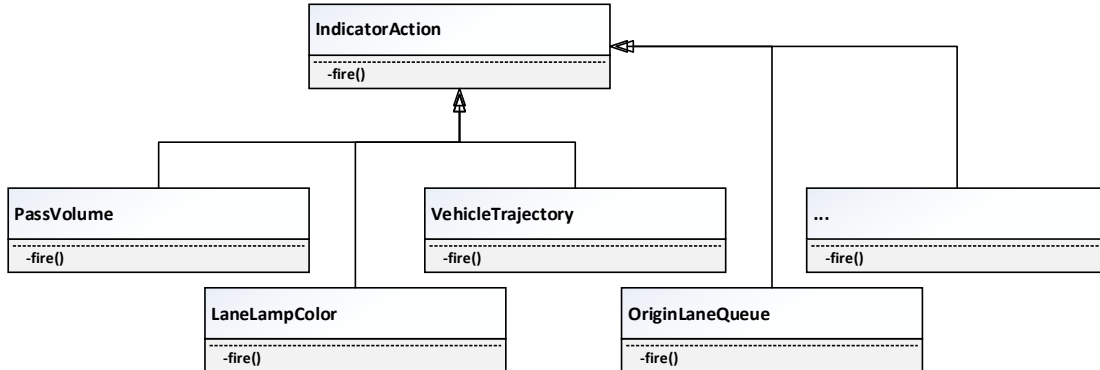 IndicatorAction
-fire()
PassVolume
-fire()
VehicleTrajectory
-fire()
...
-fire()
LaneLampColor
-fire()
OriginLaneQueue
-fire()